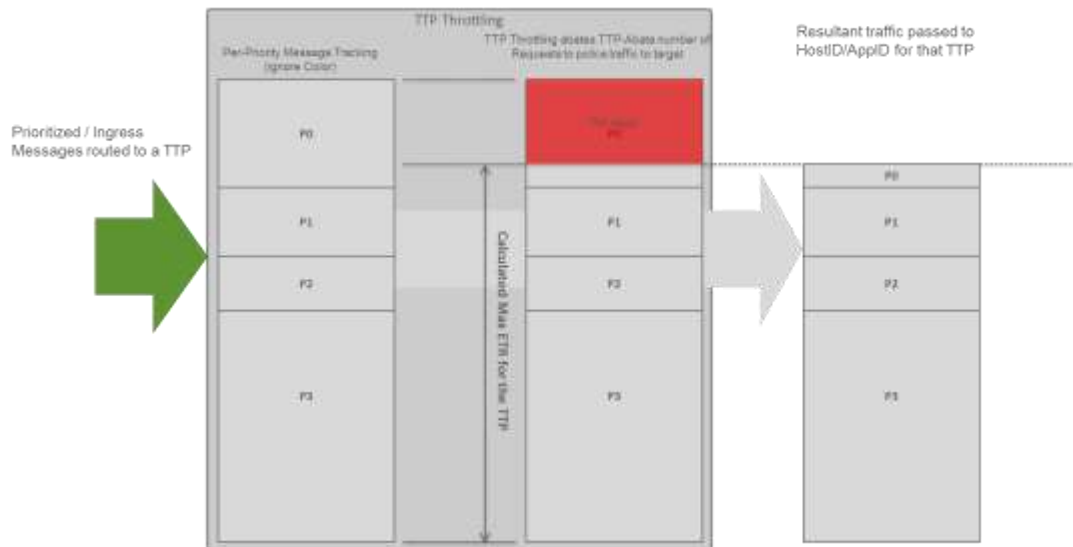 TTP Throttling
Per-Priority Message Tracking
(Ignore Color)
TTP Throttling abates TTP-Abate number of
Requests to police traffic to target
Resultant traffic passed to
HostID/AppID for that TTP
Prioritized / Ingress
Messages routed to a TTP
P0
P1
P2
P3
Calculated Max ETR for the TTP
P0
P1
P2
P3
P0
P1
P2
P3